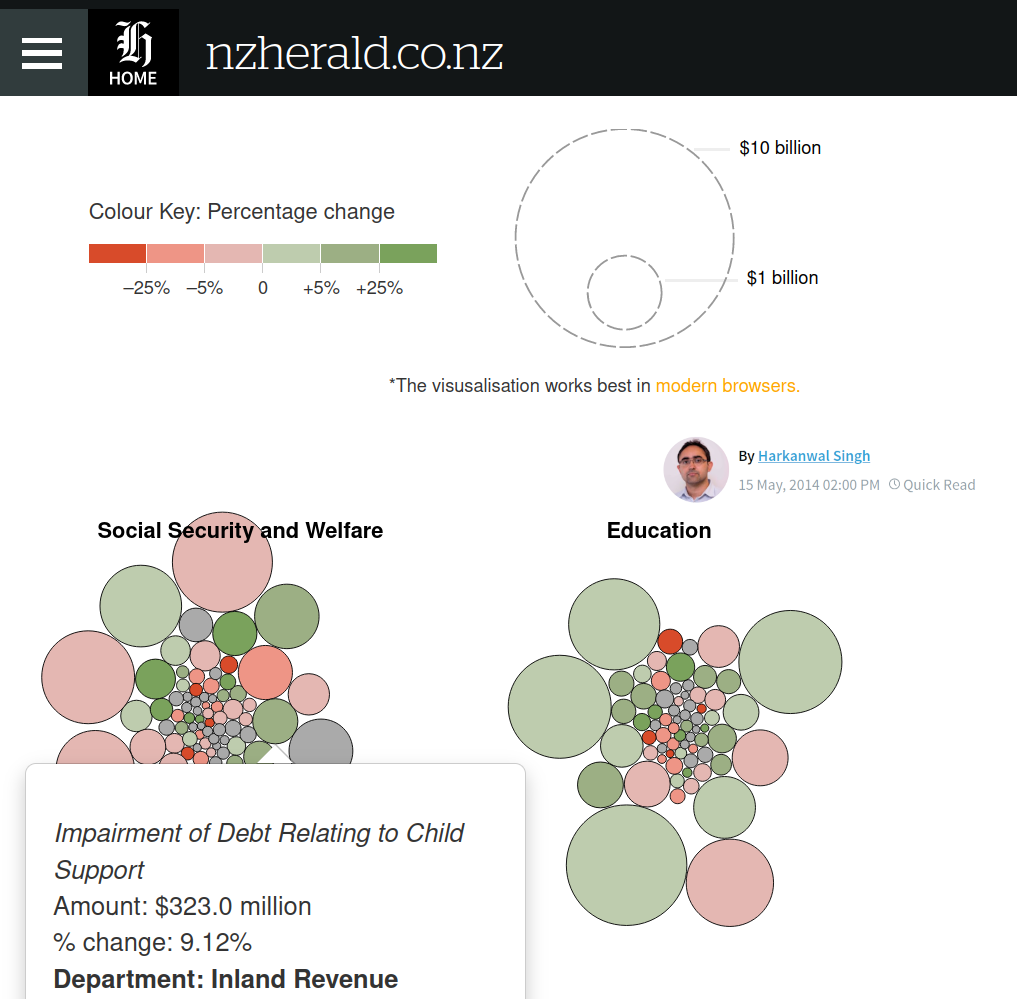 HOME
nzherald.co.nz
$10 billion
Colour Key: Percentage change
$1 billion
–25% –5% 0 +5% +25%
*The visusalisation works best in modern browsers.
By Harkanwal Singh
15 May, 2014 02:00 PM Quick Read
Social Security and Welfare
Education
Impairment of Debt Relating to Child
Support
Amount: $323.0 million
% change: 9.12%
Department: Inland Revenue